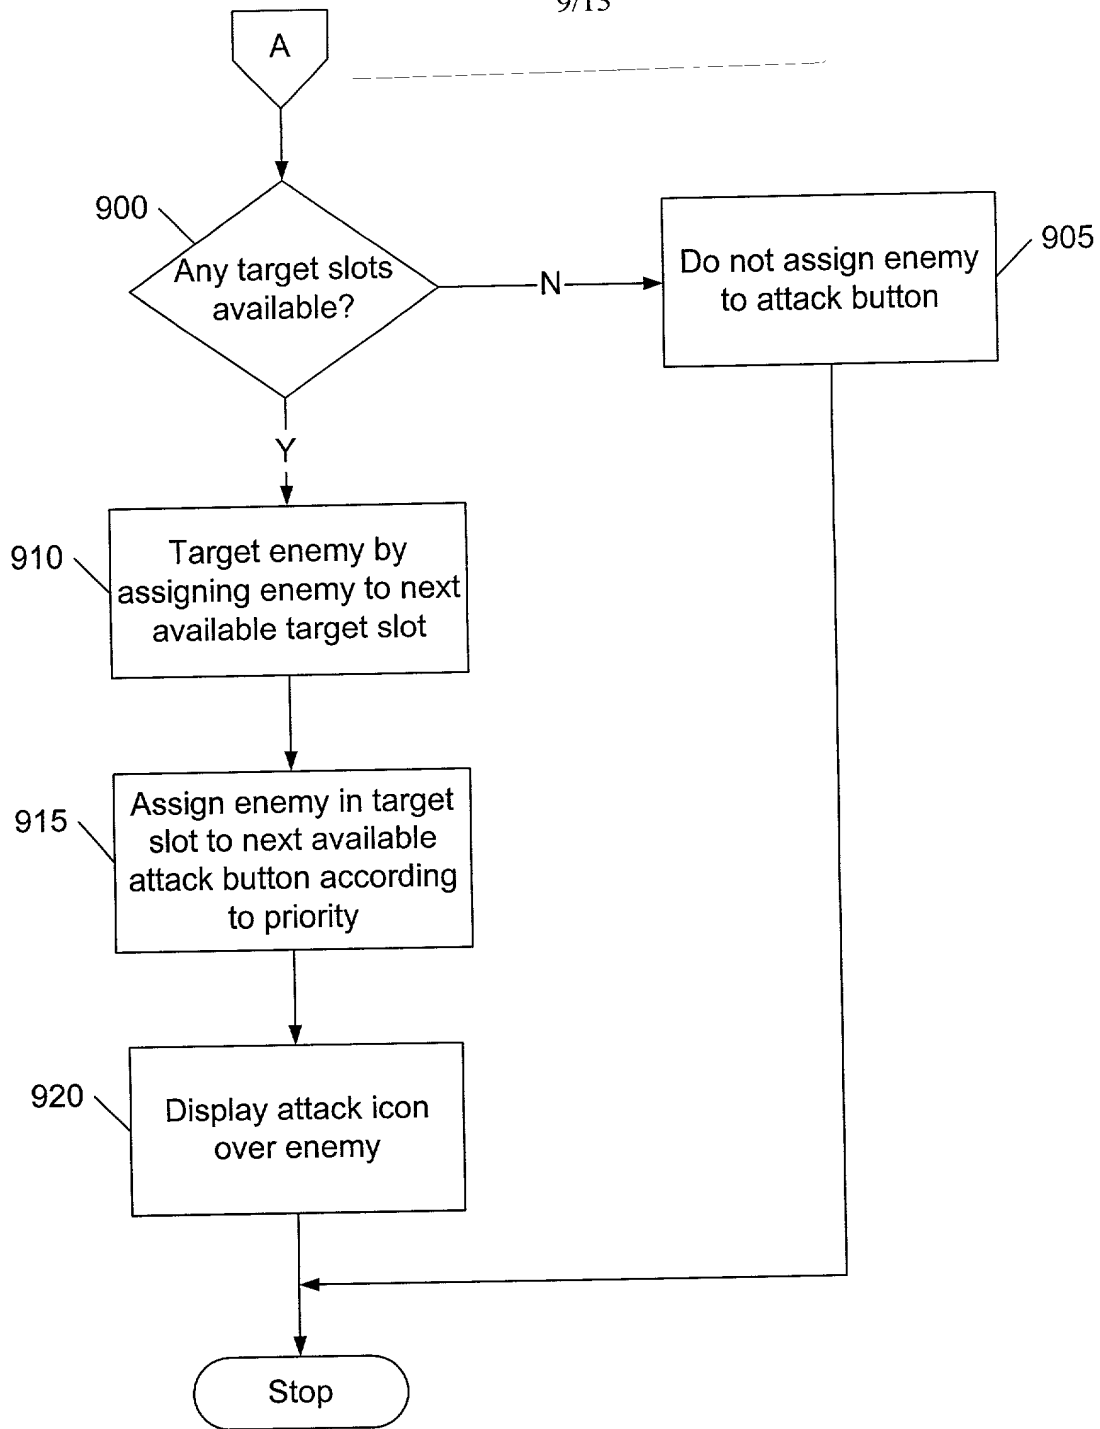 9/13
A
900
Any target slots
available?
N
Do not assign enemy
to attack button
905
Y
910
Target enemy by
assigning enemy to next
available target slot
915
Assign enemy in target
slot to next available
attack button according
to priority
920
Display attack icon
over enemy
Stop